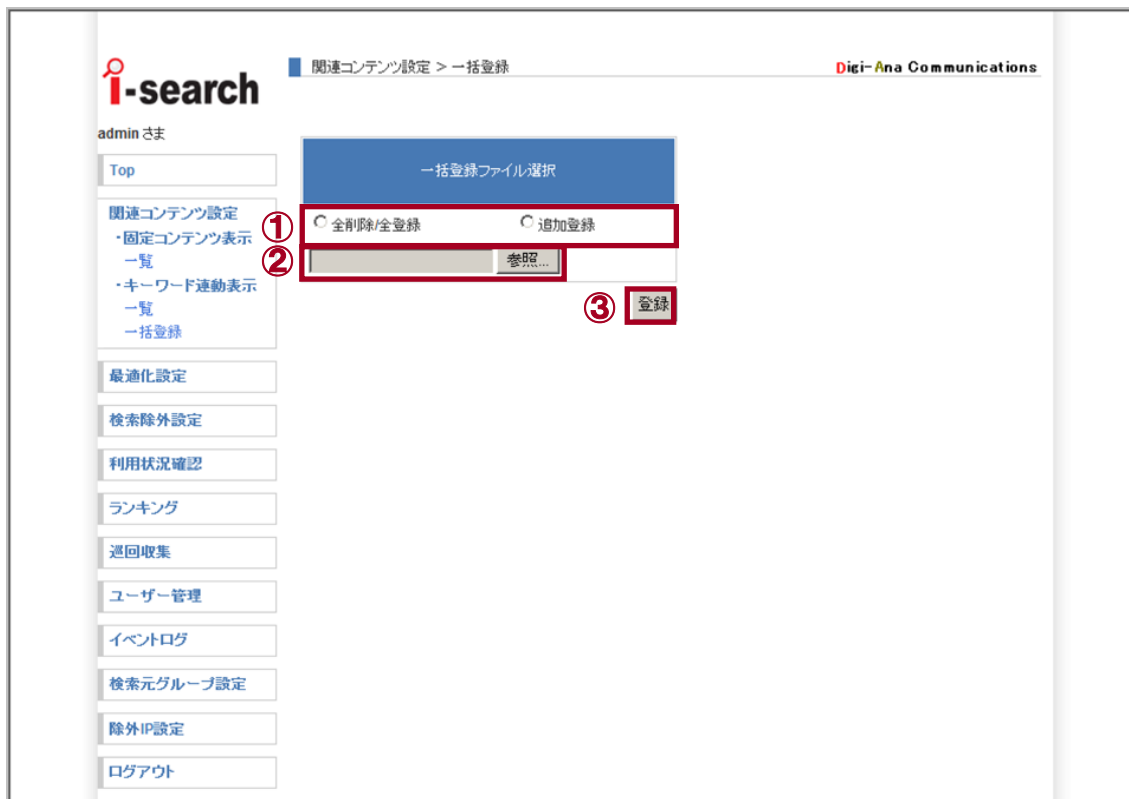 i-search
関連コンテンツ設定 > 一括登録
Digi-Ana Communications
admin さま
Top
関連コンテンツ設定
・固定コンテンツ表示
一覧
・キーワード連動表示
一覧
一括登録
最適化設定
検索除外設定
利用状況確認
ランキング
巡回収集
ユーザー管理
イベントログ
検索元グループ設定
除外IP設定
ログアウト
一括登録ファイル選択
① 全削除/全登録 追加登録
② 参照...
③ 登録